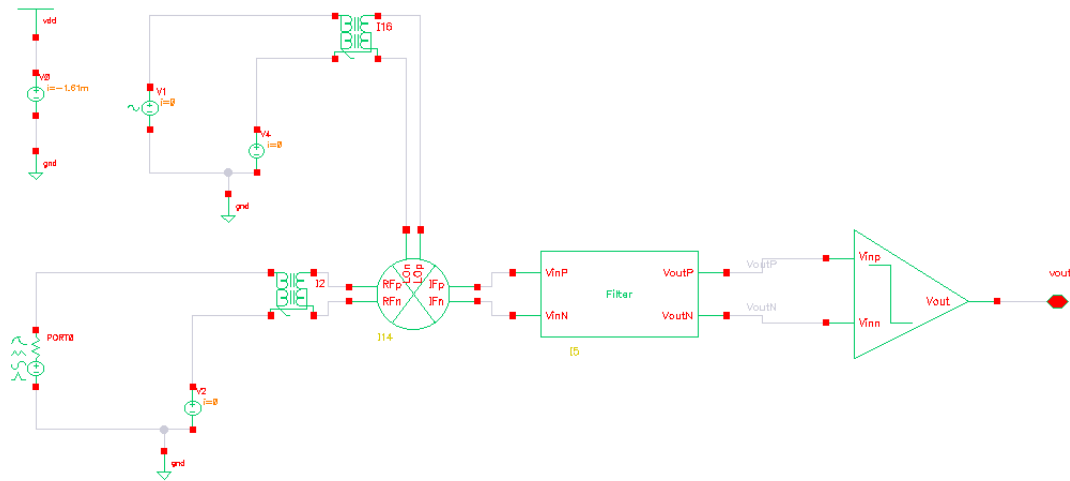 vdd
I16
V0
i=-1.61m
V1
i=0
V4
i=0
gnd
gnd
LOn
LOp
I2
RFp
IFp
RFn
IFn
I14
VinP
VoutP
Filter
VinN
VoutN
I5
VoutP
VoutN
Vinp
Vout
Vinn
vout
PORT0
V2
i=0
gnd